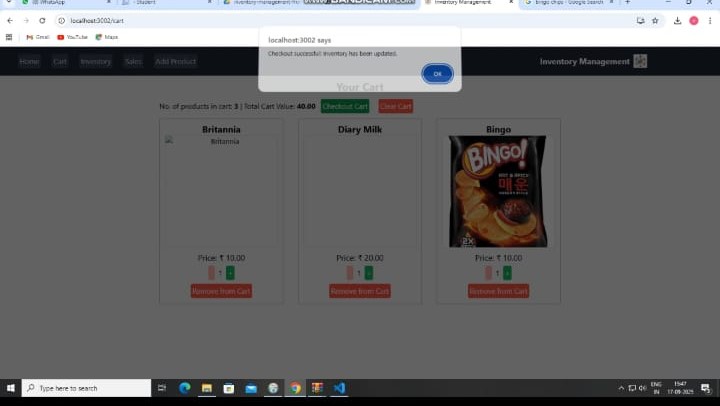 WhatsApp
i-Student
inventory-management-ma
WWW.BANDICAM.COM
Inventory Management
bingo chips - Google Search
localhost:3002/cart
Gmail
YouTube
Maps
localhost:3002 says
Checkout successful! Inventory has been updated.
OK
Home
Cart
Inventory
Sales
Add Product
Inventory Management
Your Cart
No. of products in cart: 3 | Total Cart Value: 40.00
Checkout Cart
Clear Cart
Britannia
Diary Milk
Bingo
Britannia
BINGO!
매운
2X
Price: ₹ 10.00
Price: ₹ 20.00
Price: ₹ 10.00
- 1 +
- 1 +
- 1 +
Remove from Cart
Remove from Cart
Remove from Cart
Type here to search
ENG
IN
15:47
17-09-2025